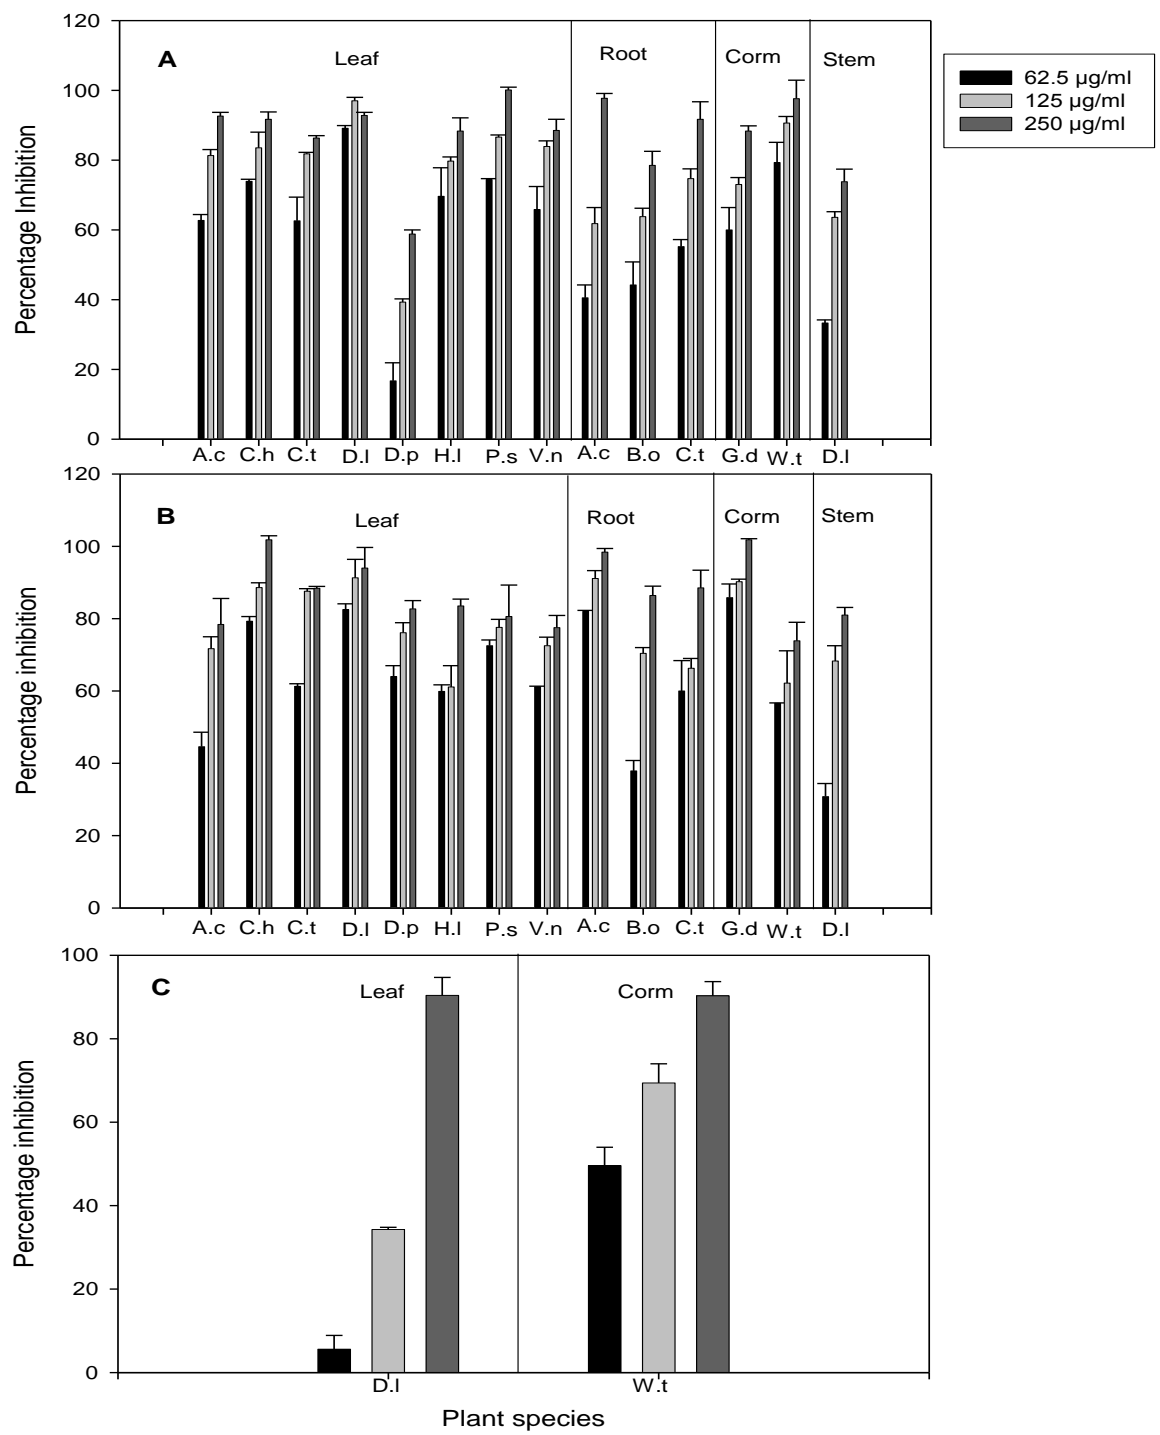 120
100
80
60
40
20
0
Percentage Inhibition
A
Leaf
Root
Corm
Stem
62.5 µg/ml
125 µg/ml
250 µg/ml
A.c C.h C.t D.l D.p H.l P.s V.n A.c B.o C.t G.d W.t D.l
120
100
80
60
40
20
0
Percentage inhibition
B
Leaf
Root
Corm
Stem
A.c C.h C.t D.l D.p H.l P.s V.n A.c B.o C.t G.d W.t D.l
100
80
60
40
20
0
Percentage inhibition
C
Leaf
Corm
D.l W.t
Plant species